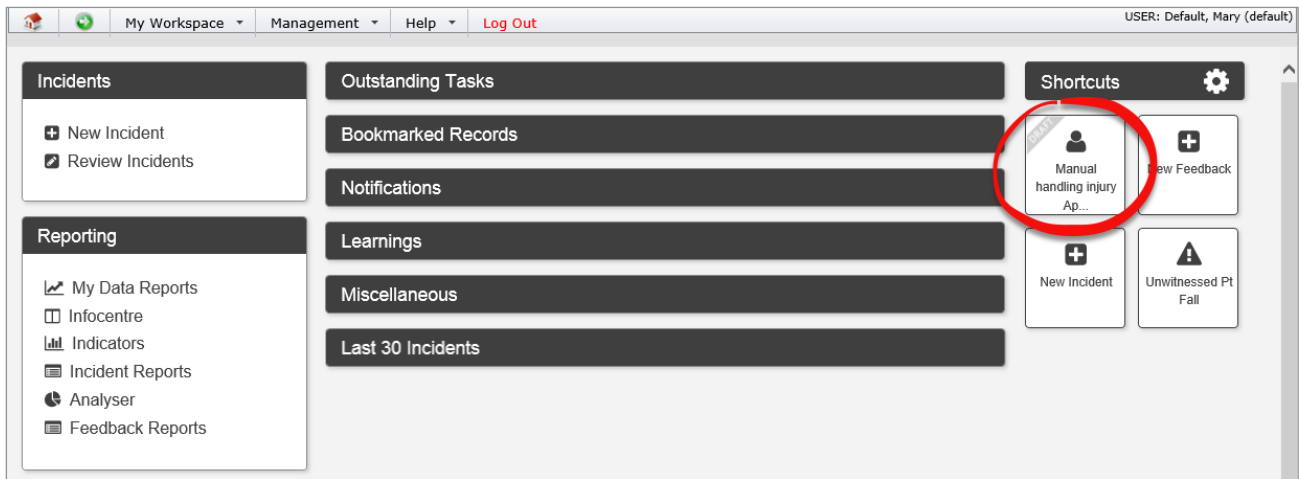 My Workspace Management Help Log Out
USER: Default, Mary (default)
Incidents
New Incident
Review Incidents
Reporting
My Data Reports
Infocentre
Indicators
Incident Reports
Analyser
Feedback Reports
Outstanding Tasks
Bookmarked Records
Notifications
Learnings
Miscellaneous
Last 30 Incidents
Shortcuts
DRAFT
Manual
handling injury
Ap...
New Feedback
New Incident
Unwitnessed Pt
Fall